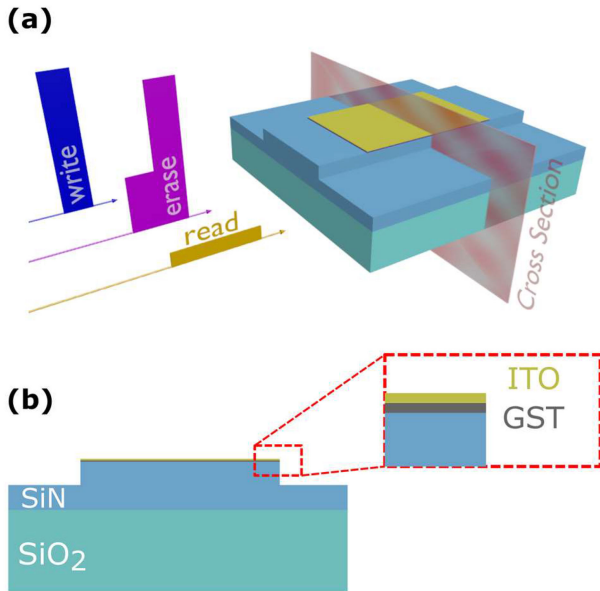 (a)
write
erase
read
Cross Section
(b)
ITO
GST
SiN
SiO₂